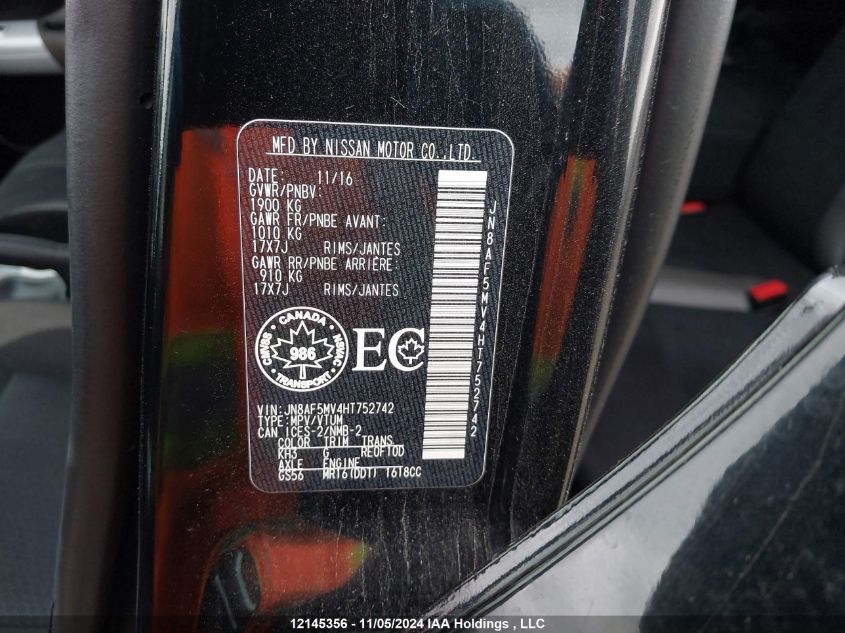 MFD BY NISSAN MOTOR CO.,LTD.
DATE: 11/16
GVWR/PNBV:
1900 KG
GAWR FR/PNBE AVANT:
1010 KG
17X7J RIMS/JANTES
GAWR RR/PNBE ARRIÈRE:
910 KG
17X7J RIMS/JANTES
CANADA
CMVSS 986 NSVAC
TRANSPORT
EC
VIN:JN8AF5MV4HT752742
TYPE:MPV/VTUM
CAN ICES-2/NMB-2
COLOR TRIM TRANS
KH3 G RE0F10D
AXLE ENGINE
GS56 MR16(DDT) 1618CC
JN8AF5MV4HT752742
12145356 - 11/05/2024 IAA Holdings , LLC